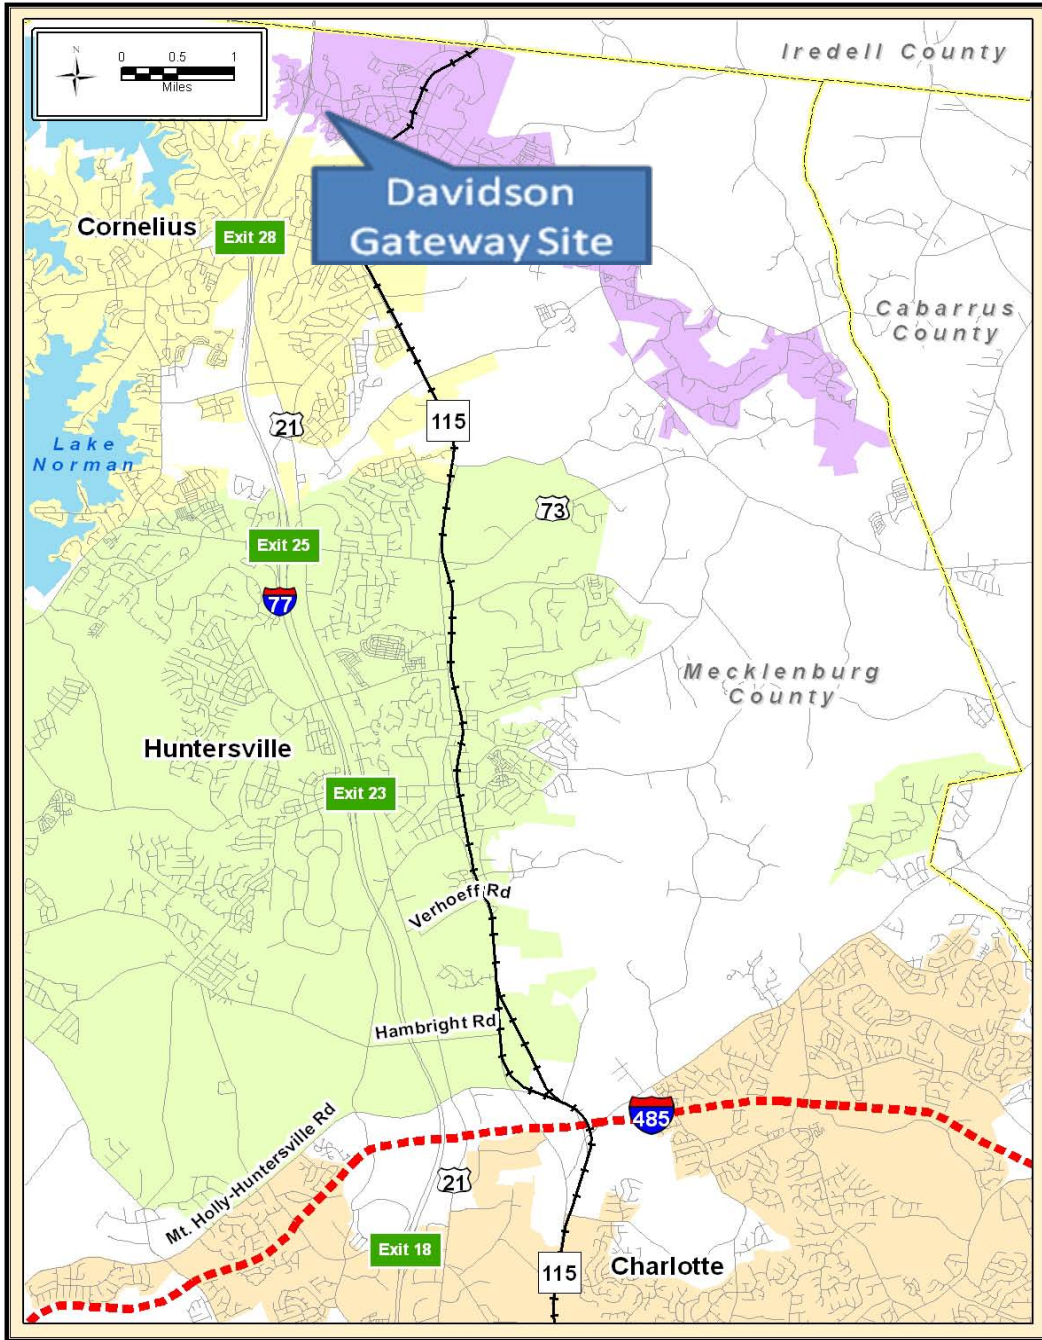 N
0 0.5 1
Miles
Iredell County
Davidson
Gateway Site
Cornelius
Exit 28
Cabarrus
County
21
115
Lake
Norman
73
Exit 25
77
Mecklenburg
County
Huntersville
Exit 23
Verhoeff Rd
Hambright Rd
485
Mt. Holly-Huntersville Rd
21
Exit 18
115
Charlotte